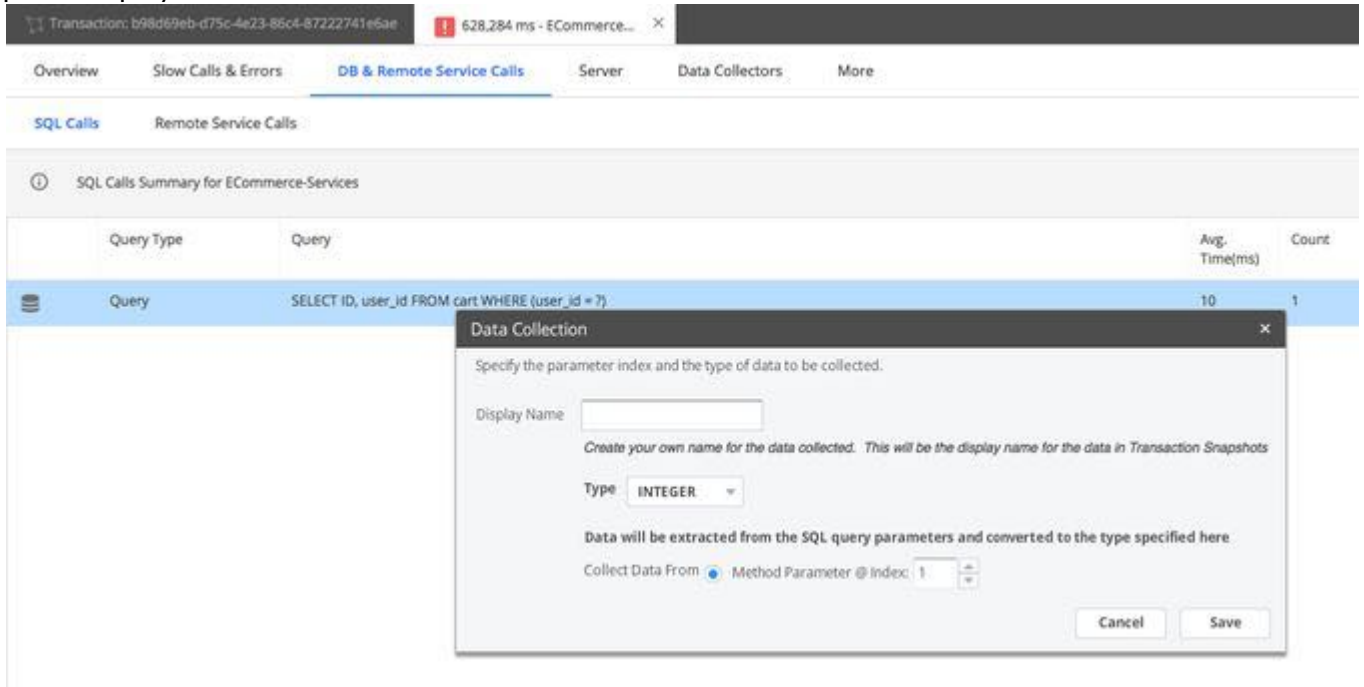 Transaction: b98d69eb-d75c-4e23-86c4-87222741e6ae
628,284 ms - ECommerce...
Overview Slow Calls & Errors DB & Remote Service Calls Server Data Collectors More
SQL Calls Remote Service Calls
SQL Calls Summary for ECommerce-Services
Query Type Query Avg. Time(ms) Count
Query SELECT ID, user_id FROM cart WHERE (user_id = ?) 10 1
Data Collection
Specify the parameter index and the type of data to be collected.
Display Name
Create your own name for the data collected. This will be the display name for the data in Transaction Snapshots
Type INTEGER
Data will be extracted from the SQL query parameters and converted to the type specified here
Collect Data From Method Parameter @ Index: 1
Cancel Save